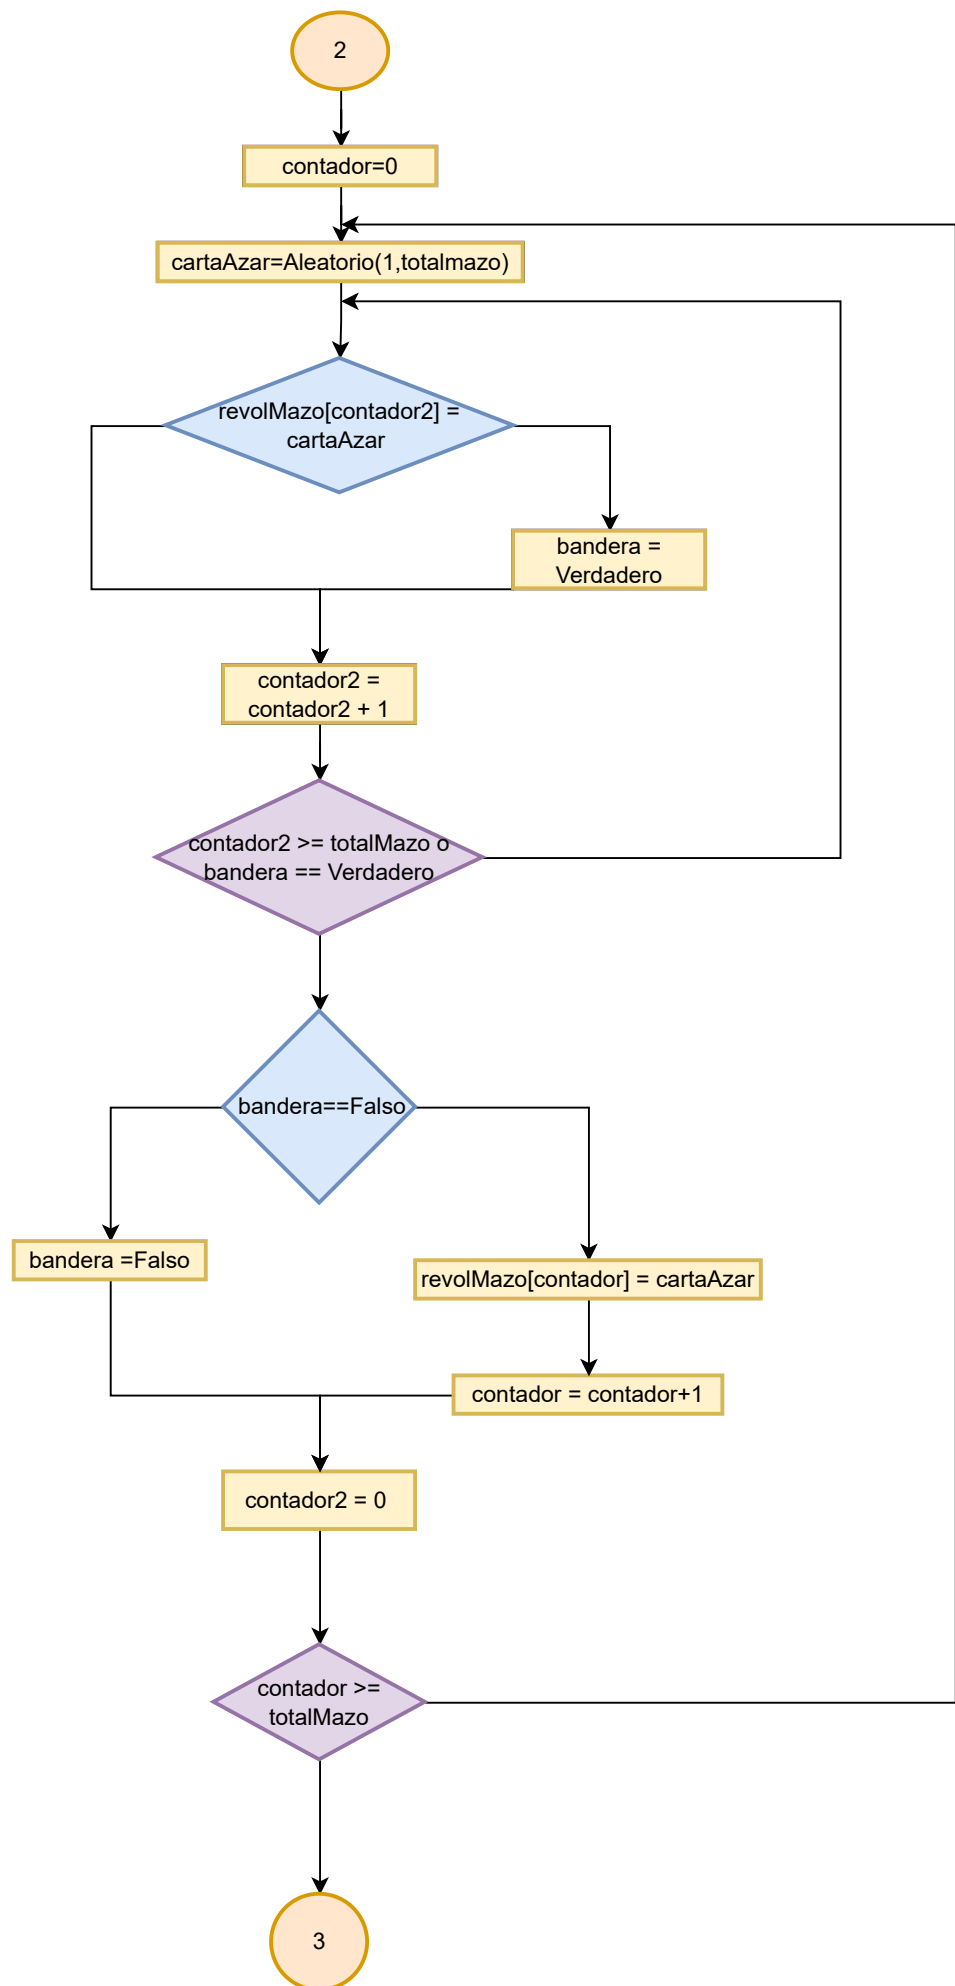 2
contador=0
cartaAzar=Aleatorio(1,totalmazo)
revolMazo[contador2] =
cartaAzar
bandera =
Verdadero
contador2 =
contador2 + 1
contador2 >= totalMazo o
bandera == Verdadero
bandera==Falso
bandera =Falso
revolMazo[contador] = cartaAzar
contador = contador+1
contador2 = 0
contador >=
totalMazo
3